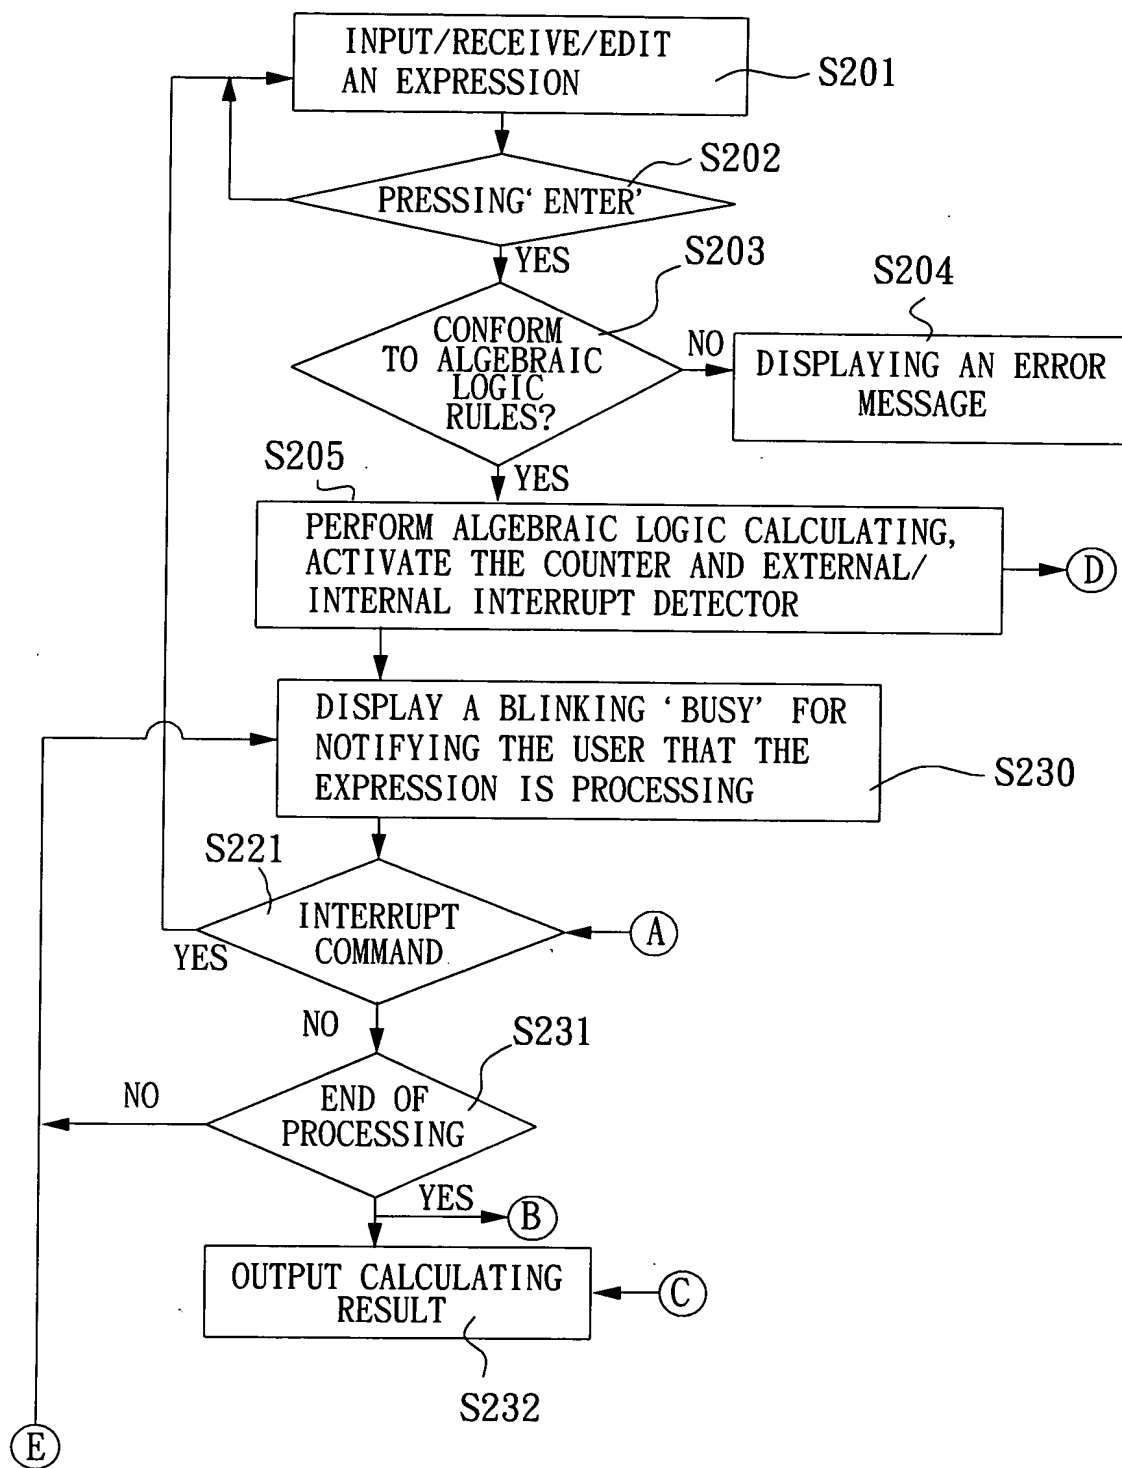 INPUT/RECEIVE/EDIT
AN EXPRESSION
S201
S202
PRESSING‘ENTER’
YES
S203
S204
CONFORM
TO ALGEBRAIC
LOGIC
RULES?
NO
DISPLAYING AN ERROR
MESSAGE
S205
YES
PERFORM ALGEBRAIC LOGIC CALCULATING,
ACTIVATE THE COUNTER AND EXTERNAL/
INTERNAL INTERRUPT DETECTOR
D
DISPLAY A BLINKING ‘BUSY’ FOR
NOTIFYING THE USER THAT THE
EXPRESSION IS PROCESSING
S230
S221
INTERRUPT
COMMAND
A
YES
NO
S231
NO
END OF
PROCESSING
YES
B
OUTPUT CALCULATING
RESULT
C
S232
E